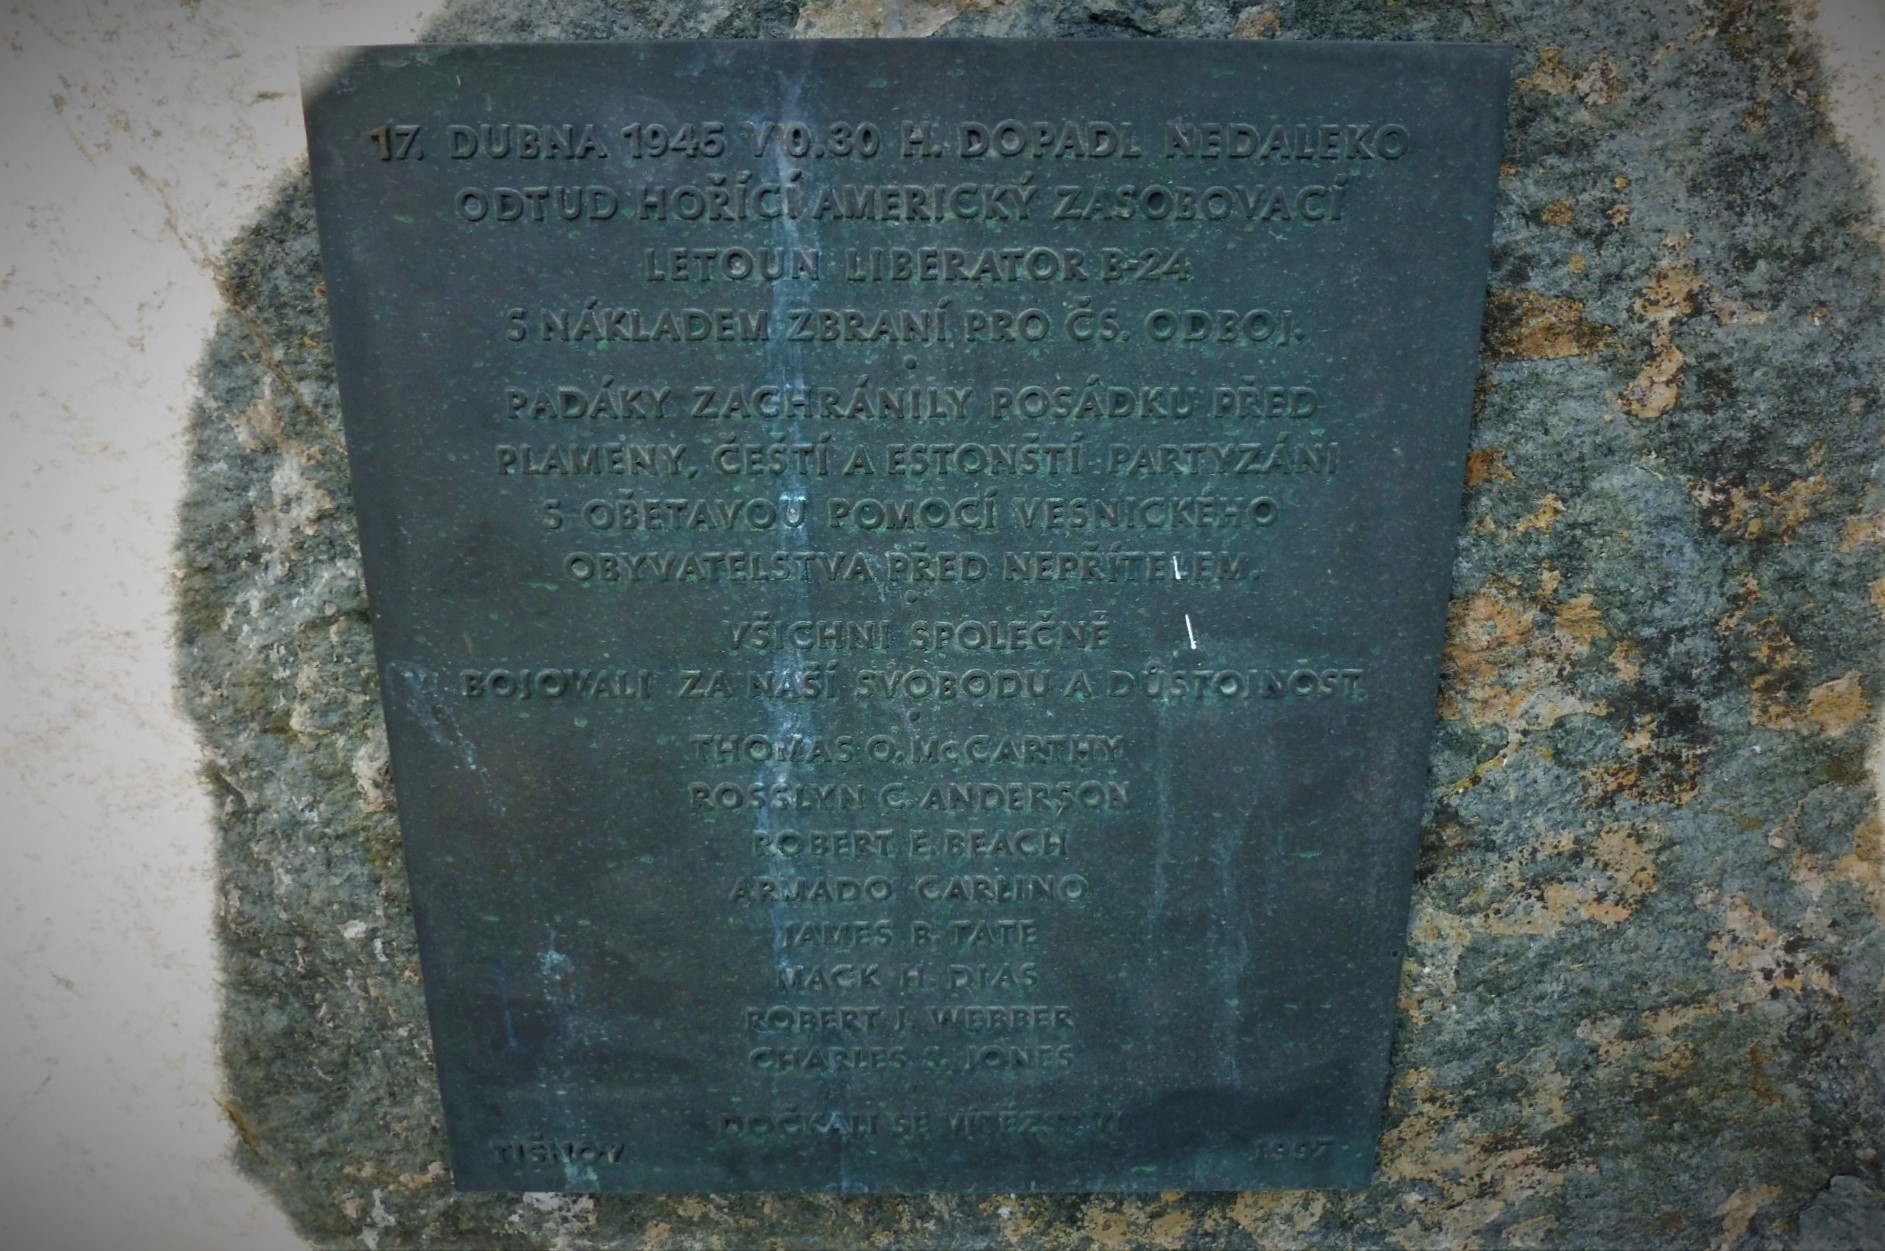 17. DUBNA 1945 V 0.30 H. DOPADL NEDALEKO
ODTUD HOŘÍCÍ AMERICKÝ ZASOBOVACÍ
LETOUN LIBERATOR B-24
S NÁKLADEM ZBRANÍ PRO ČS. ODBOJ.
PADÁKY ZACHRÁNILY POSÁDKU PŘED
PLAMENY, ČEŠTÍ A ESTONŠTÍ PARTYZÁNI
S OBĚTAVOU POMOCÍ VESNICKÉHO
OBYVATELSTVA PŘED NEPŘÍTELEM.
VŠICHNI SPOLEČNĚ
BOJOVALI ZA NAŠÍ SVOBODU A DŮSTOJNOST.
THOMAS O. McCARTHY
ROSSLYN C. ANDERSON
ROBERT E. BEACH
ARMADO CARLINO
JAMES B. TATE
MACK H. DIAS
ROBERT J. WEBBER
CHARLES S. JONES
DOČKALI SE
TIŠNOV 1997